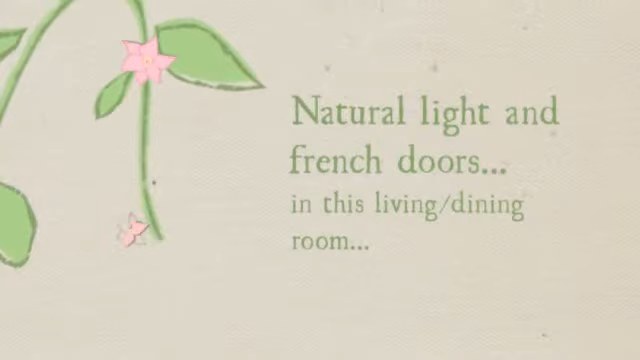 Natural light and
french doors...
in this living/dining
room...